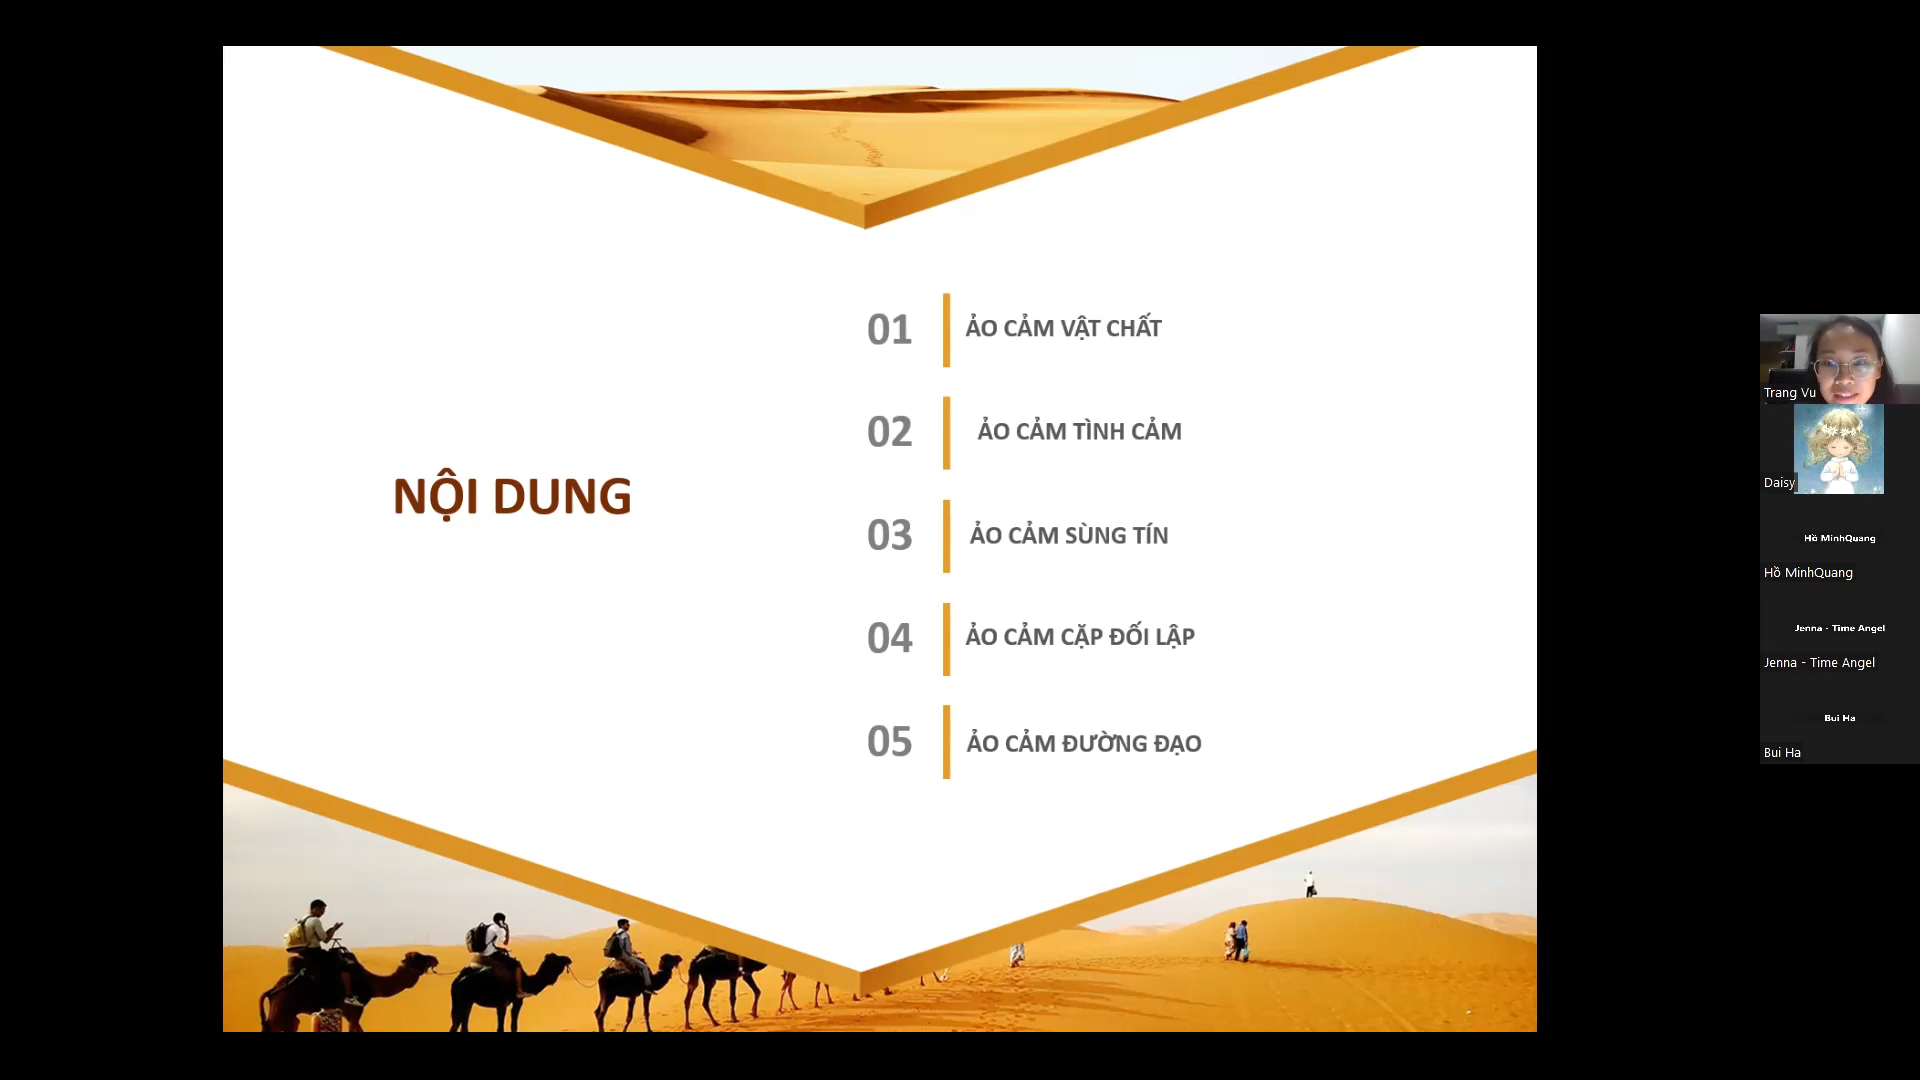 NỘI DUNG
01
ẢO CẢM VẬT CHẤT
02
ẢO CẢM TÌNH CẢM
03
ẢO CẢM SÙNG TÍN
04
ẢO CẢM CẶP ĐỐI LẬP
05
ẢO CẢM ĐƯỜNG ĐẠO
Trang Vu
Daisy
Hồ MinhQuang
Hồ MinhQuang
Jenna - Time Angel
Jenna - Time Angel
Bui Ha
Bui Ha